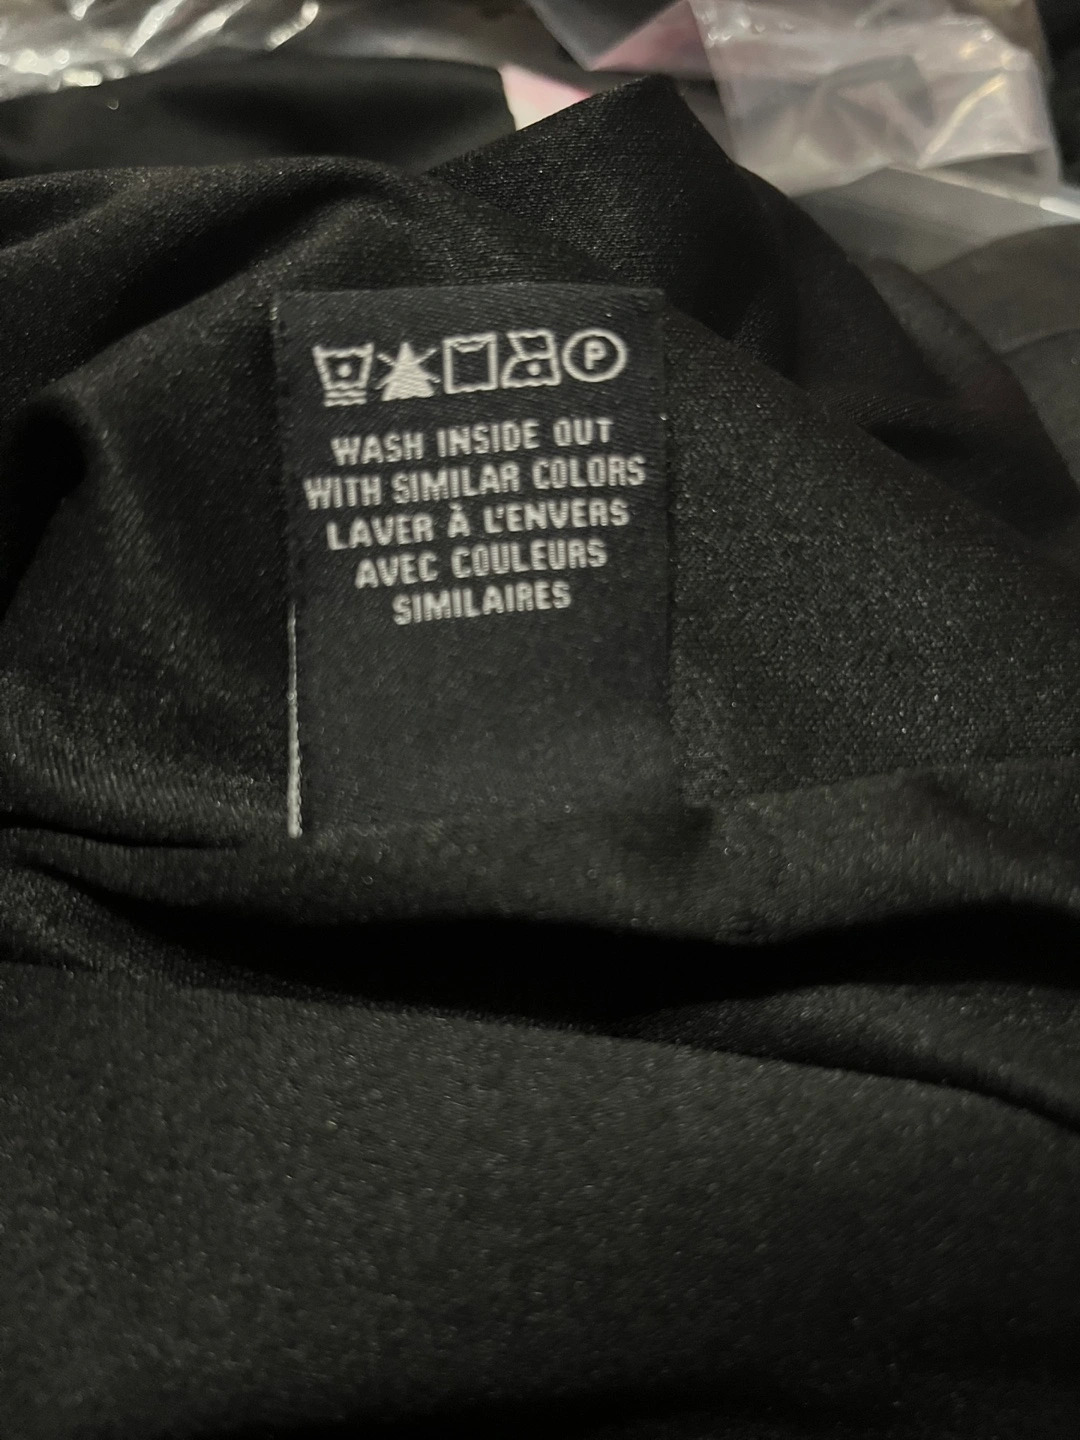 P
WASH INSIDE OUT
WITH SIMILAR COLORS
LAVER À L'ENVERS
AVEC COULEURS
SIMILAIRES